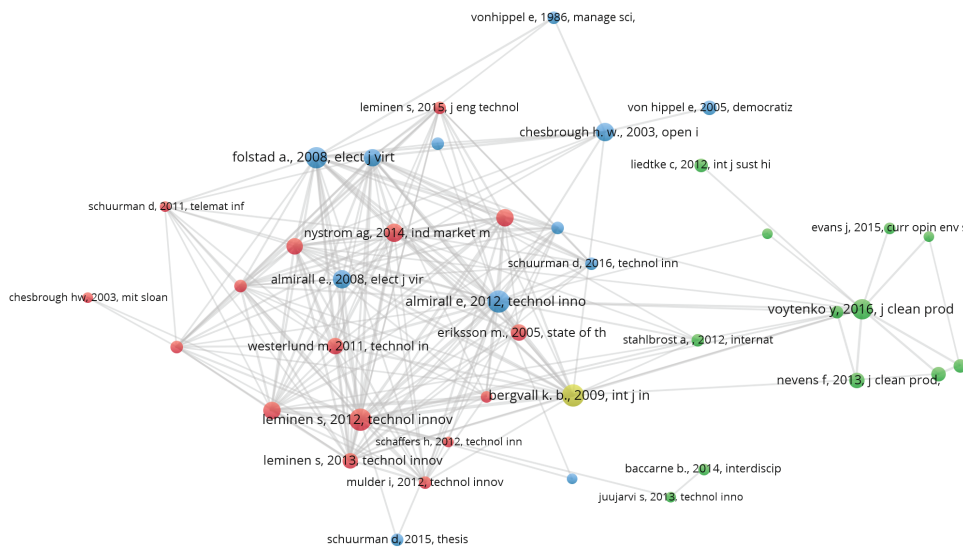 vonhippel e, 1986, manage sci,
leminen s, 2015, j eng technol
von hippel e, 2005, democratiz
chesbrough h. w., 2003, open i
folstad a., 2008, elect j virt
liedtke c, 2012, int j sust hi
schuurman d, 2011, telemat inf
nystrom ag, 2014, ind market m
evans j, 2015, curr opin env s
schuurman d, 2016, technol inn
almirall e., 2008, elect j vir
chesbrough hw, 2003, mit sloan
almirall e, 2012, technol inno
voytenko y, 2016, j clean prod
eriksson m., 2005, state of th
stahlbrost a., 2012, internat
westerlund m, 2011, technol in
nevens f, 2013, j clean prod,
bergvall k. b., 2009, int j in
leminen s, 2012, technol innov
schaffers h, 2012, technol inn
leminen s, 2013, technol innov
baccarne b., 2014, interdiscip
mulder i, 2012, technol innov
juujarvi s, 2013, technol inno
schuurman d, 2015, thesis